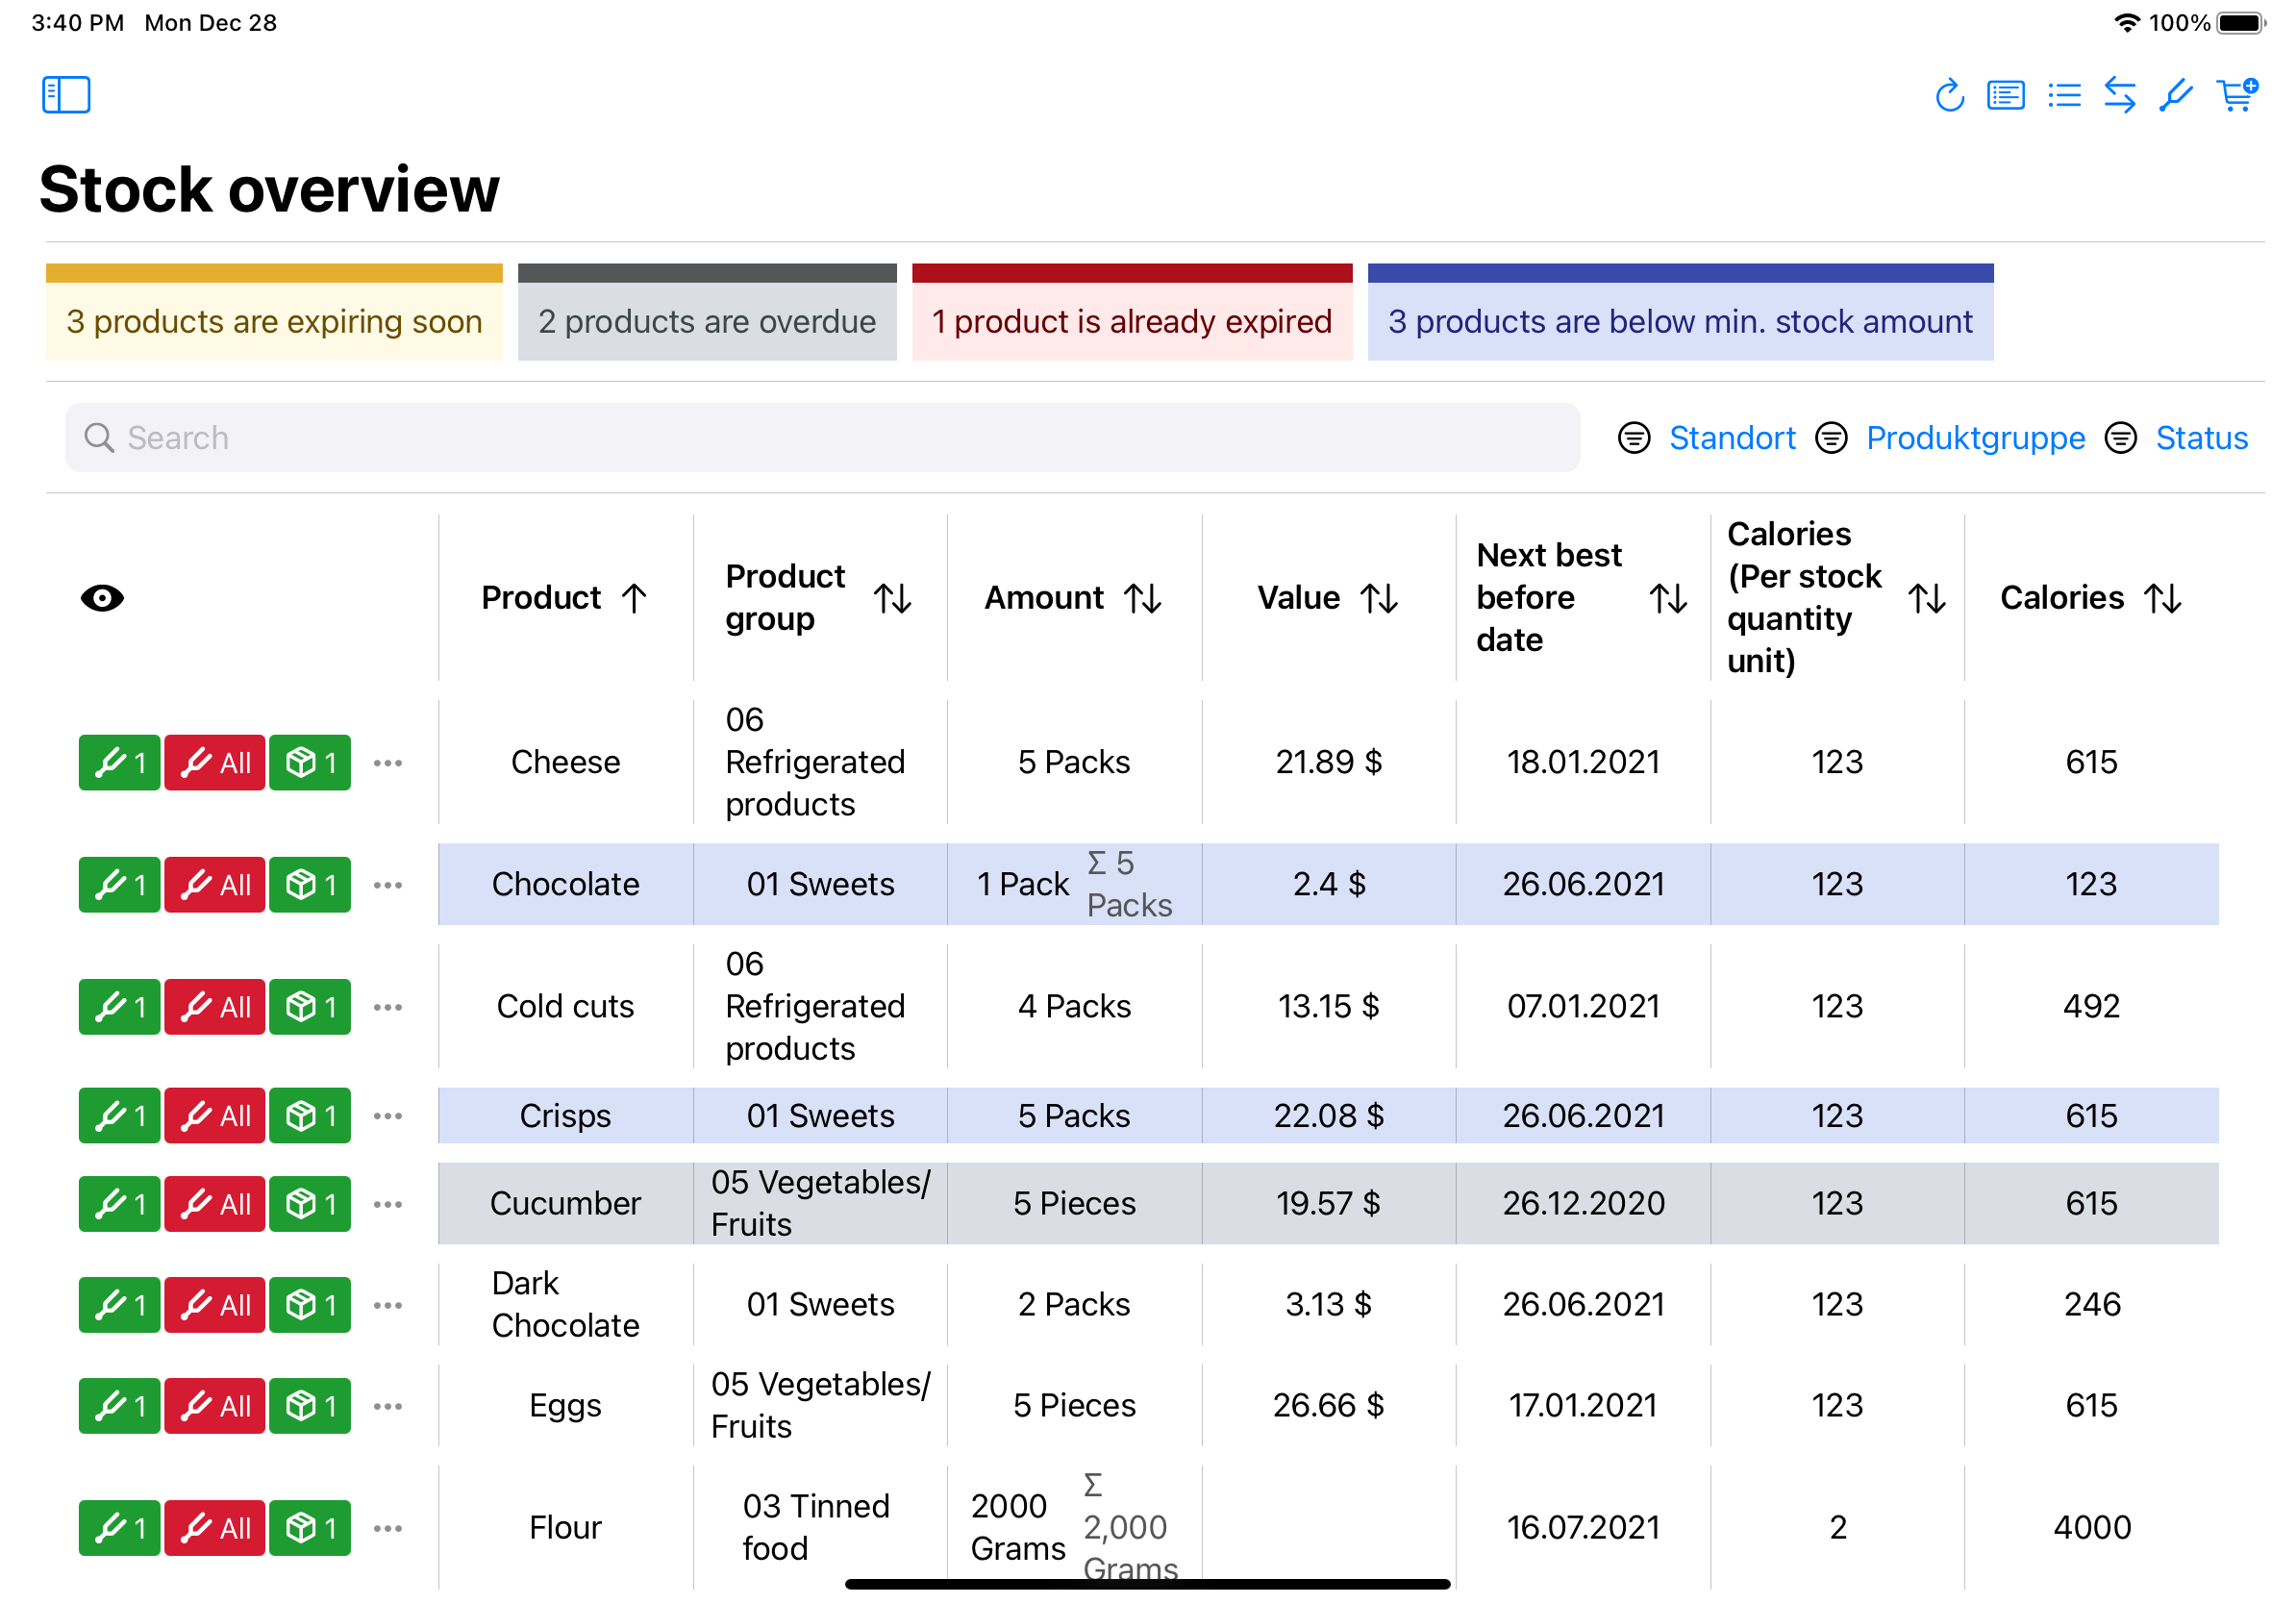 3:40 PM Mon Dec 28
100%
Stock overview
3 products are expiring soon
2 products are overdue
1 product is already expired
3 products are below min. stock amount
Search
Standort
Produktgruppe
Status
Product
Product
group
Amount
Value
Next best
before
date
Calories
(Per stock
quantity
unit)
Calories
1
All
1
Cheese
06
Refrigerated
products
5 Packs
21.89 $
18.01.2021
123
615
1
All
1
Chocolate
01 Sweets
1 Pack
Σ 5
Packs
2.4 $
26.06.2021
123
123
1
All
1
Cold cuts
06
Refrigerated
products
4 Packs
13.15 $
07.01.2021
123
492
1
All
1
Crisps
01 Sweets
5 Packs
22.08 $
26.06.2021
123
615
1
All
1
Cucumber
05 Vegetables/
Fruits
5 Pieces
19.57 $
26.12.2020
123
615
1
All
1
Dark
Chocolate
01 Sweets
2 Packs
3.13 $
26.06.2021
123
246
1
All
1
Eggs
05 Vegetables/
Fruits
5 Pieces
26.66 $
17.01.2021
123
615
1
All
1
Flour
03 Tinned
food
2000
Grams
Σ
2,000
Grams
16.07.2021
2
4000